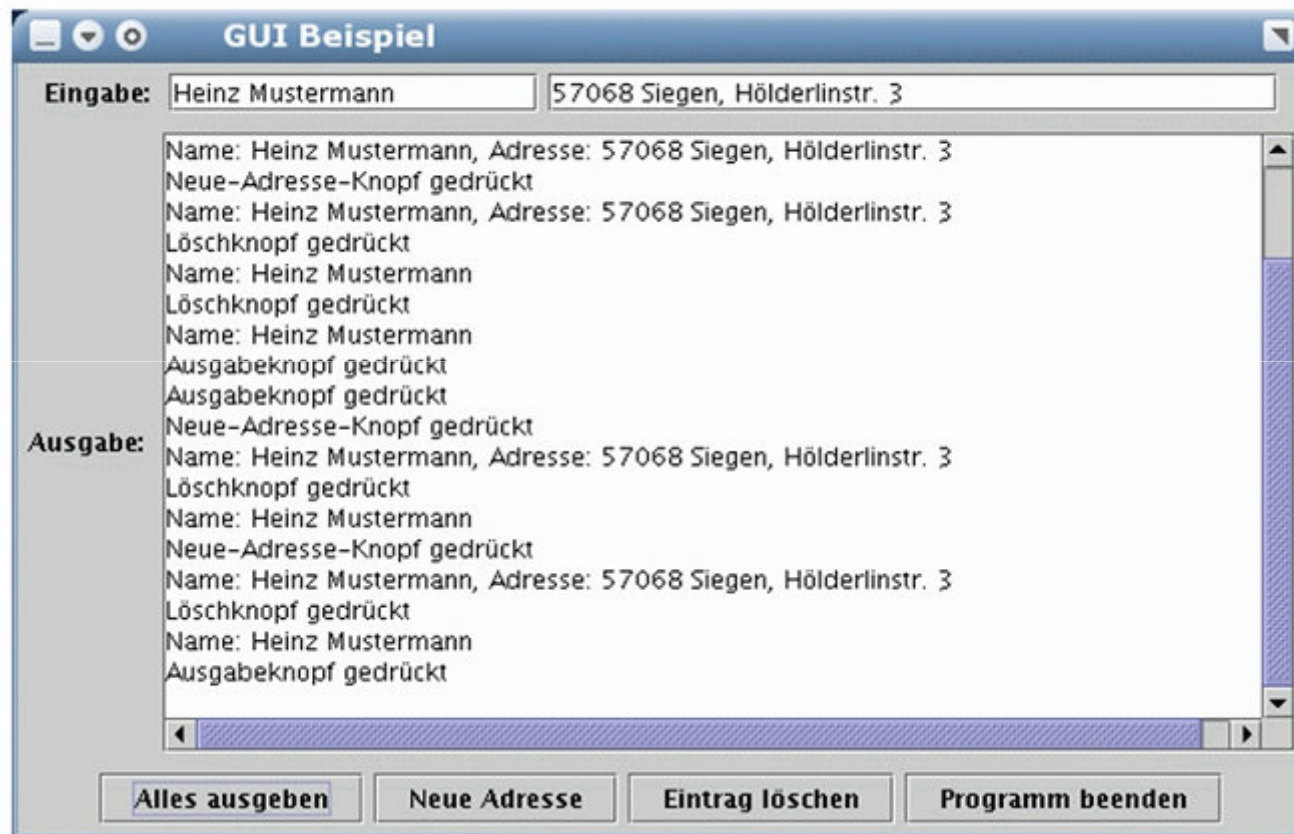 GUI Beispiel
Eingabe: Heinz Mustermann 57068 Siegen, Hölderlinstr. 3
Name: Heinz Mustermann, Adresse: 57068 Siegen, Hölderlinstr. 3
Neue-Adresse-Knopf gedrückt
Name: Heinz Mustermann, Adresse: 57068 Siegen, Hölderlinstr. 3
Löschknopf gedrückt
Name: Heinz Mustermann
Löschknopf gedrückt
Name: Heinz Mustermann
Ausgabeknopf gedrückt
Ausgabeknopf gedrückt
Neue-Adresse-Knopf gedrückt
Ausgabe:
Name: Heinz Mustermann, Adresse: 57068 Siegen, Hölderlinstr. 3
Löschknopf gedrückt
Name: Heinz Mustermann
Neue-Adresse-Knopf gedrückt
Name: Heinz Mustermann, Adresse: 57068 Siegen, Hölderlinstr. 3
Löschknopf gedrückt
Name: Heinz Mustermann
Ausgabeknopf gedrückt
Alles ausgeben Neue Adresse Eintrag löschen Programm beenden